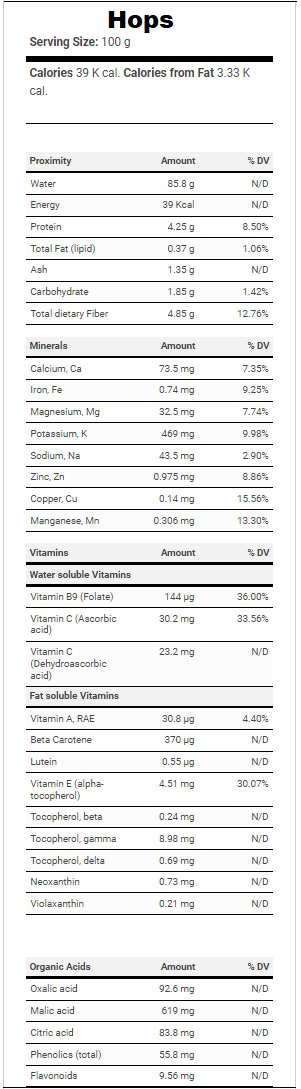 Hops
Serving Size: 100 g
Calories 39 K cal. Calories from Fat 3.33 K
cal.
Proximity Amount % DV
Water 85.8 g N/D
Energy 39 Kcal N/D
Protein 4.25 g 8.50%
Total Fat (lipid) 0.37 g 1.06%
Ash 1.35 g N/D
Carbohydrate 1.85 g 1.42%
Total dietary Fiber 4.85 g 12.76%
Minerals Amount % DV
Calcium, Ca 73.5 mg 7.35%
Iron, Fe 0.74 mg 9.25%
Magnesium, Mg 32.5 mg 7.74%
Potassium, K 469 mg 9.98%
Sodium, Na 43.5 mg 2.90%
Zinc, Zn 0.975 mg 8.86%
Copper, Cu 0.14 mg 15.56%
Manganese, Mn 0.306 mg 13.30%
Vitamins Amount % DV
Water soluble Vitamins
Vitamin B9 (Folate) 144 µg 36.00%
Vitamin C (Ascorbic 30.2 mg 33.56%
acid)
Vitamin C 23.2 mg N/D
(Dehydroascorbic
acid)
Fat soluble Vitamins
Vitamin A, RAE 30.8 µg 4.40%
Beta Carotene 370 µg N/D
Lutein 0.55 µg N/D
Vitamin E (alpha- 4.51 mg 30.07%
tocopherol)
Tocopherol, beta 0.24 mg N/D
Tocopherol, gamma 8.98 mg N/D
Tocopherol, delta 0.69 mg N/D
Neoxanthin 0.73 mg N/D
Violaxanthin 0.21 mg N/D
Organic Acids Amount % DV
Oxalic acid 92.6 mg N/D
Malic acid 619 mg N/D
Citric acid 83.8 mg N/D
Phenolics (total) 55.8 mg N/D
Flavonoids 9.56 mg N/D